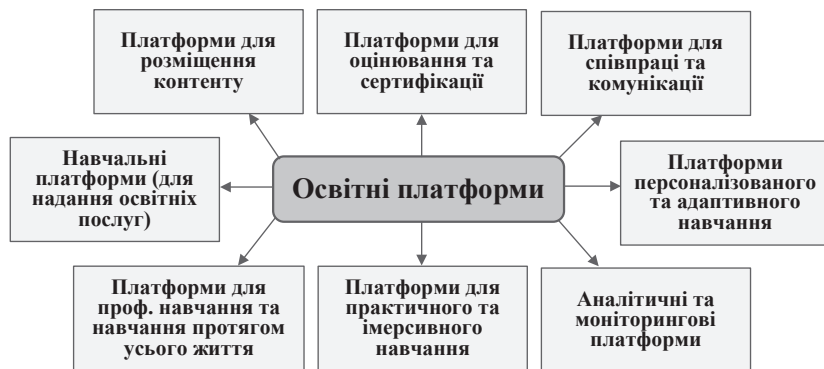 Платформи для
розміщення
контенту
Платформи для
оцінювання та
сертифікації
Платформи для
співпраці та
комунікації
Навчальні
платформи (для
надання освітніх
послуг)
Освітні платформи
Платформи
персоналізованого
та адаптивного
навчання
Платформи для
проф. навчання та
навчання протягом
усього життя
Платформи для
практичного та
імерсивного
навчання
Аналітичні та
моніторингові
платформи